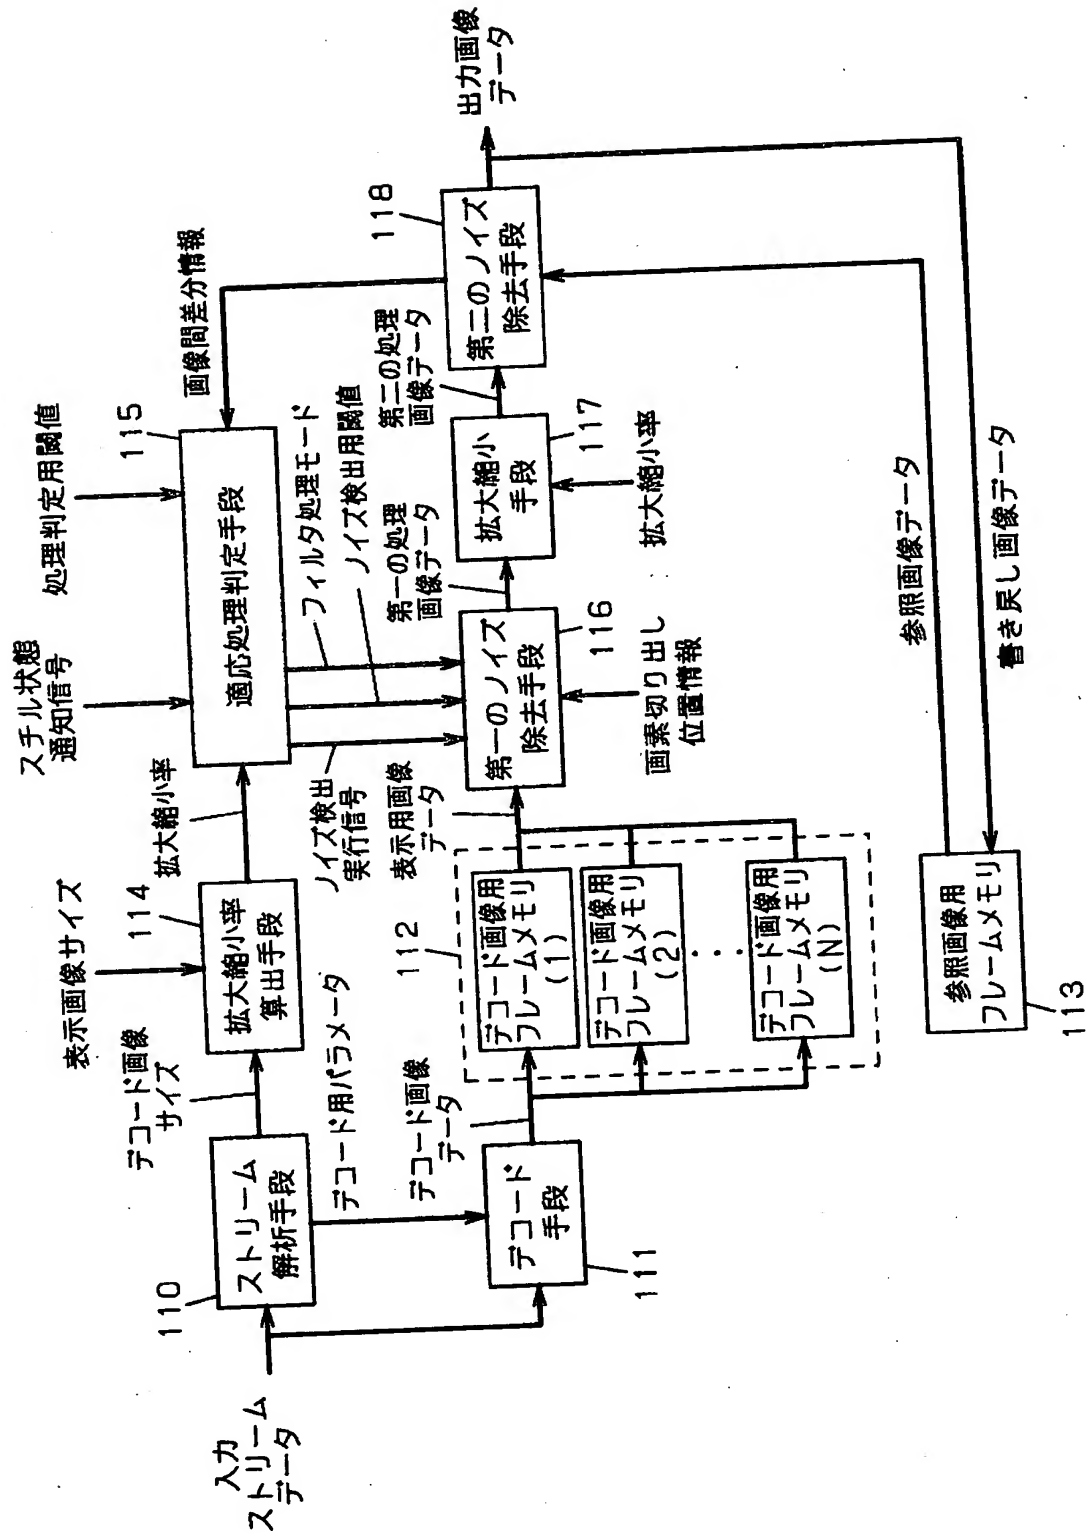 入力
ストリーム
データ
110
ストリーム
解析手段
デコード画像
サイズ
表示画像サイズ
114
拡大縮小率
算出手段
拡大縮小率
スチル状態
通知信号
処理判定用閾値
115
適応処理判定手段
画像間差分情報
デコード用パラメータ
ノイズ検出
実行信号
ノイズ検出用閾値
フィルタ処理モード
デコード
手段
111
デコード画像
データ
112
デコード画像用
フレームメモリ
(1)
デコード画像用
フレームメモリ
(2)
・・・
デコード画像用
フレームメモリ
(N)
表示用画像
データ
第一のノイズ
除去手段
116
画素切り出し
位置情報
第一の処理
画像データ
拡大縮小
手段
117
拡大縮小率
第二の処理
画像データ
118
第二のノイズ
除去手段
出力画像
データ
参照画像データ
書き戻し画像データ
参照画像用
フレームメモリ
113